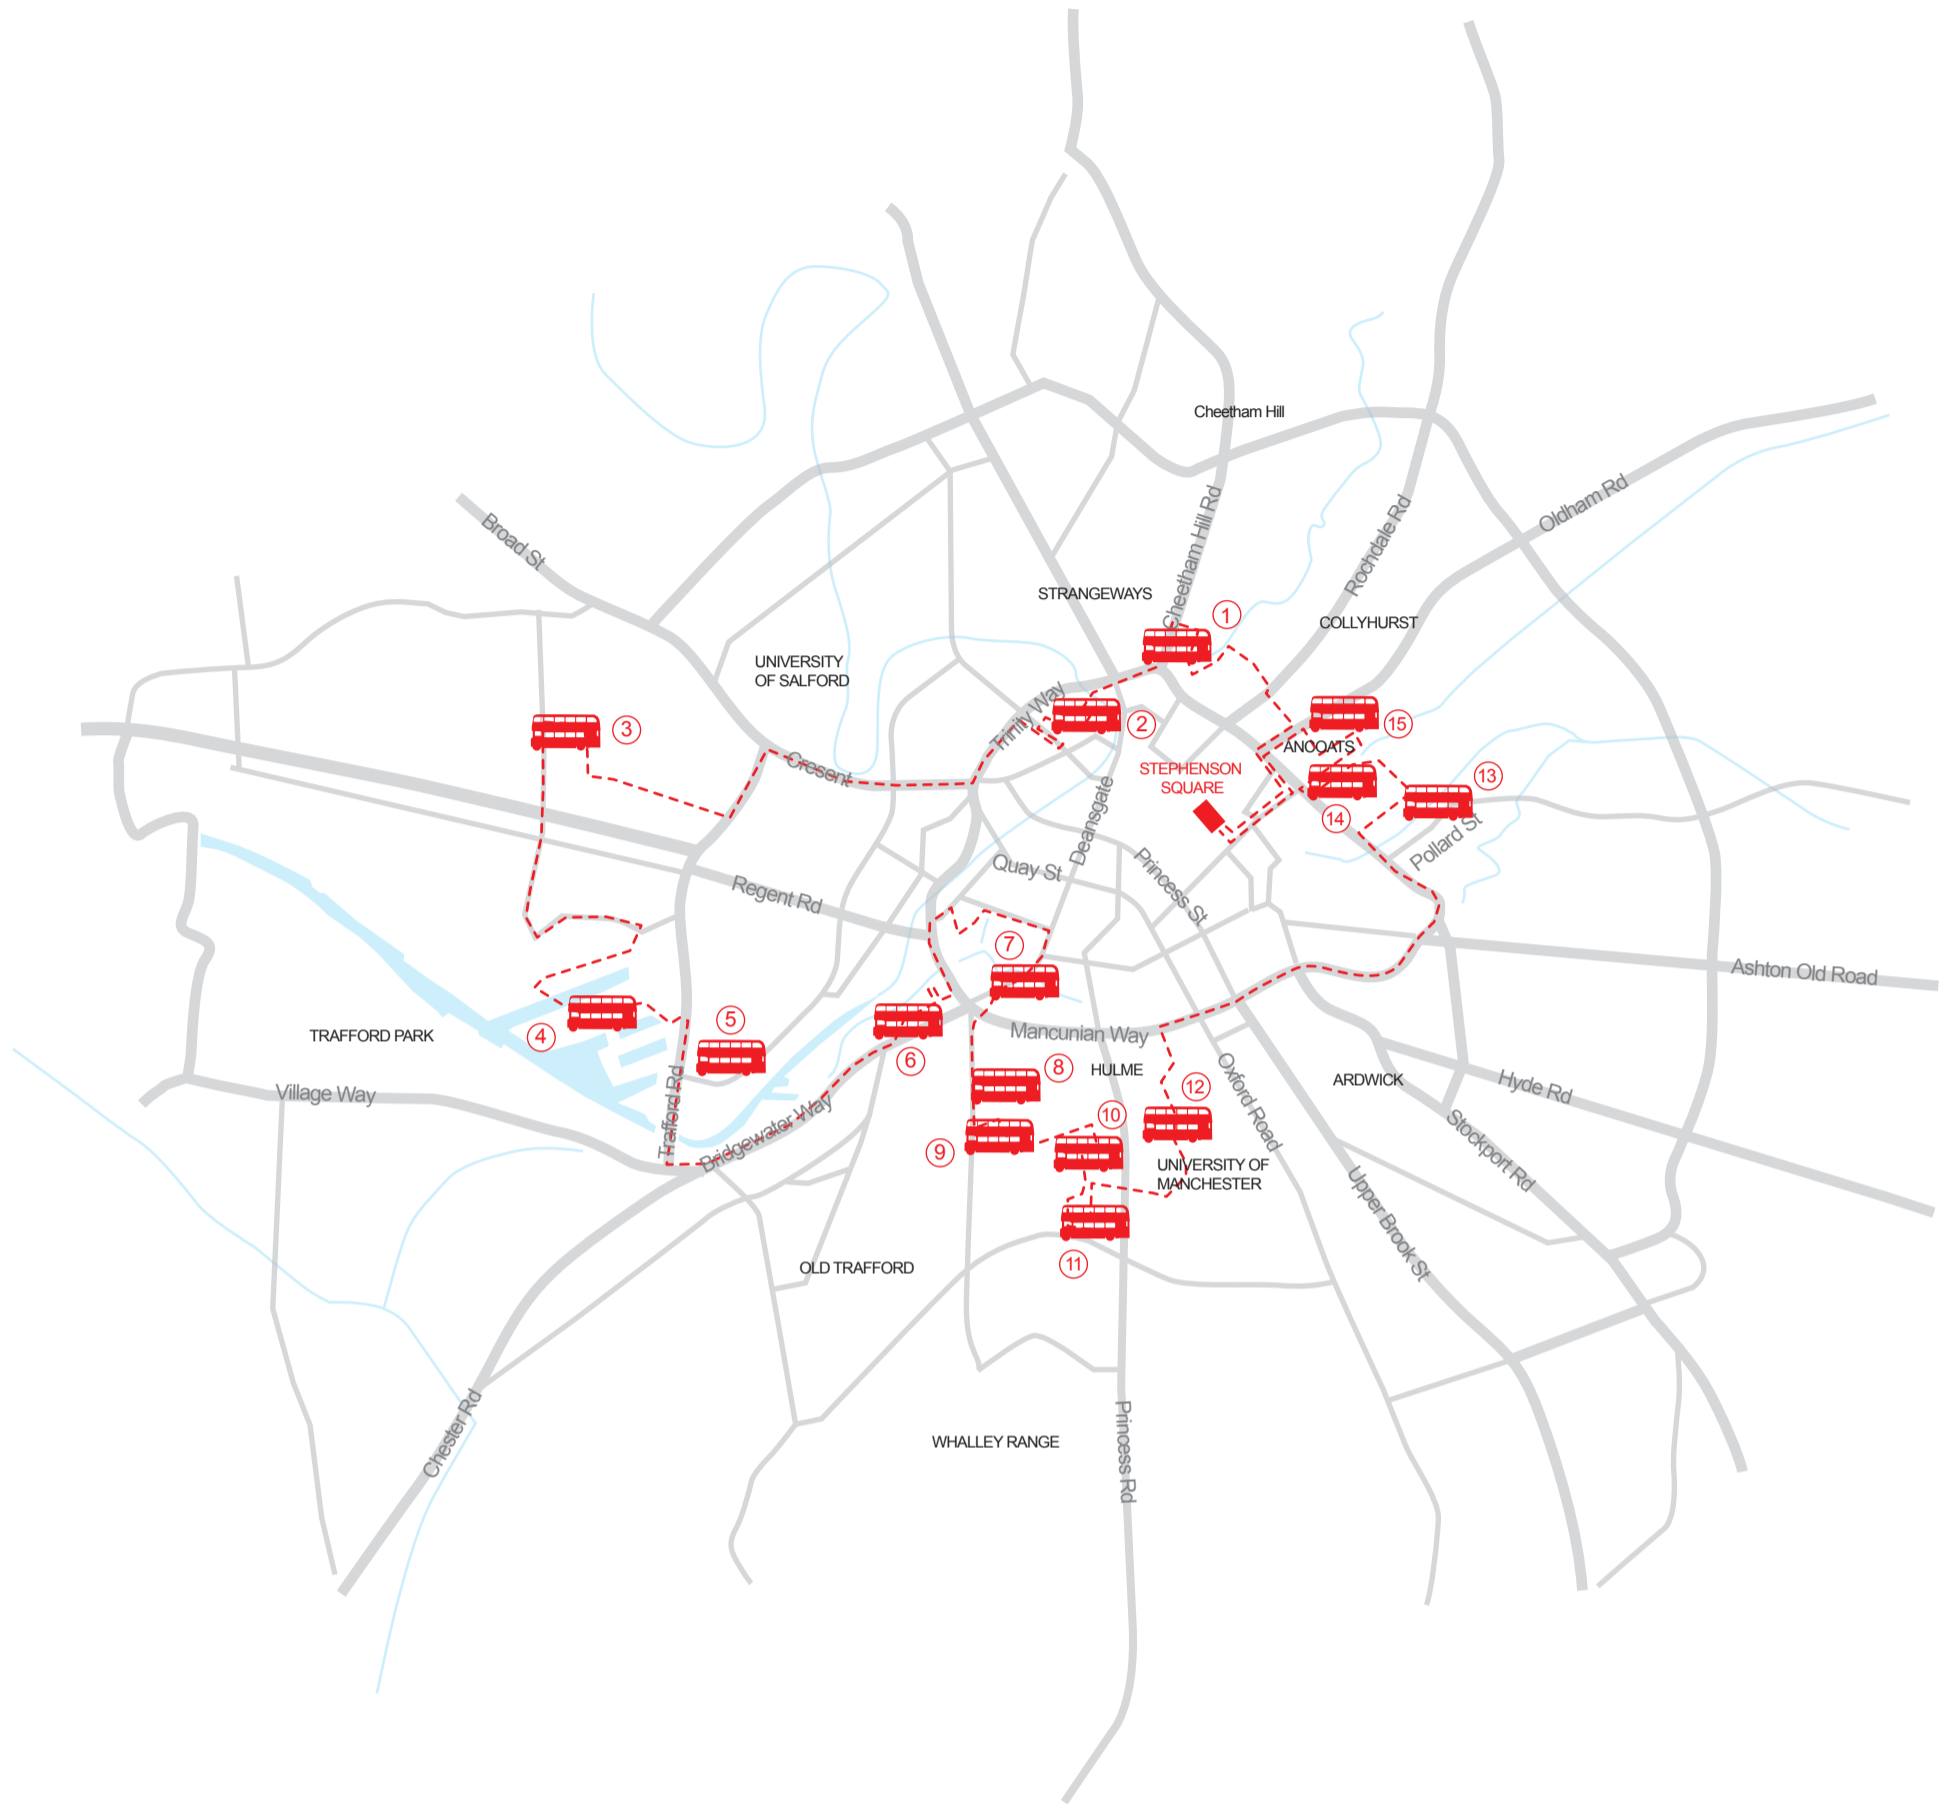 Cheetham Hill
Oldham Rd
Cheetham Hill Rd
Rochdale Rd
Broad St
STRANGEWAYS
1
COLLYHURST
UNIVERSITY
OF SALFORD
Trinity Way
2
3
15
ANCOATS
Cresent
STEPHENSON
SQUARE
13
14
Deansgate
Pollard St
Quay St
Princess St
Regent Rd
7
Ashton Old Road
TRAFFORD PARK
4
5
6
Mancunian Way
8
HULME
Village Way
Trafford Rd
Bridgewater Way
12
Oxford Road
ARDWICK
Hyde Rd
10
9
Stockport Rd
UNIVERSITY OF
MANCHESTER
Upper Brook St
11
OLD TRAFFORD
Chester Rd
WHALLEY RANGE
Princess Rd